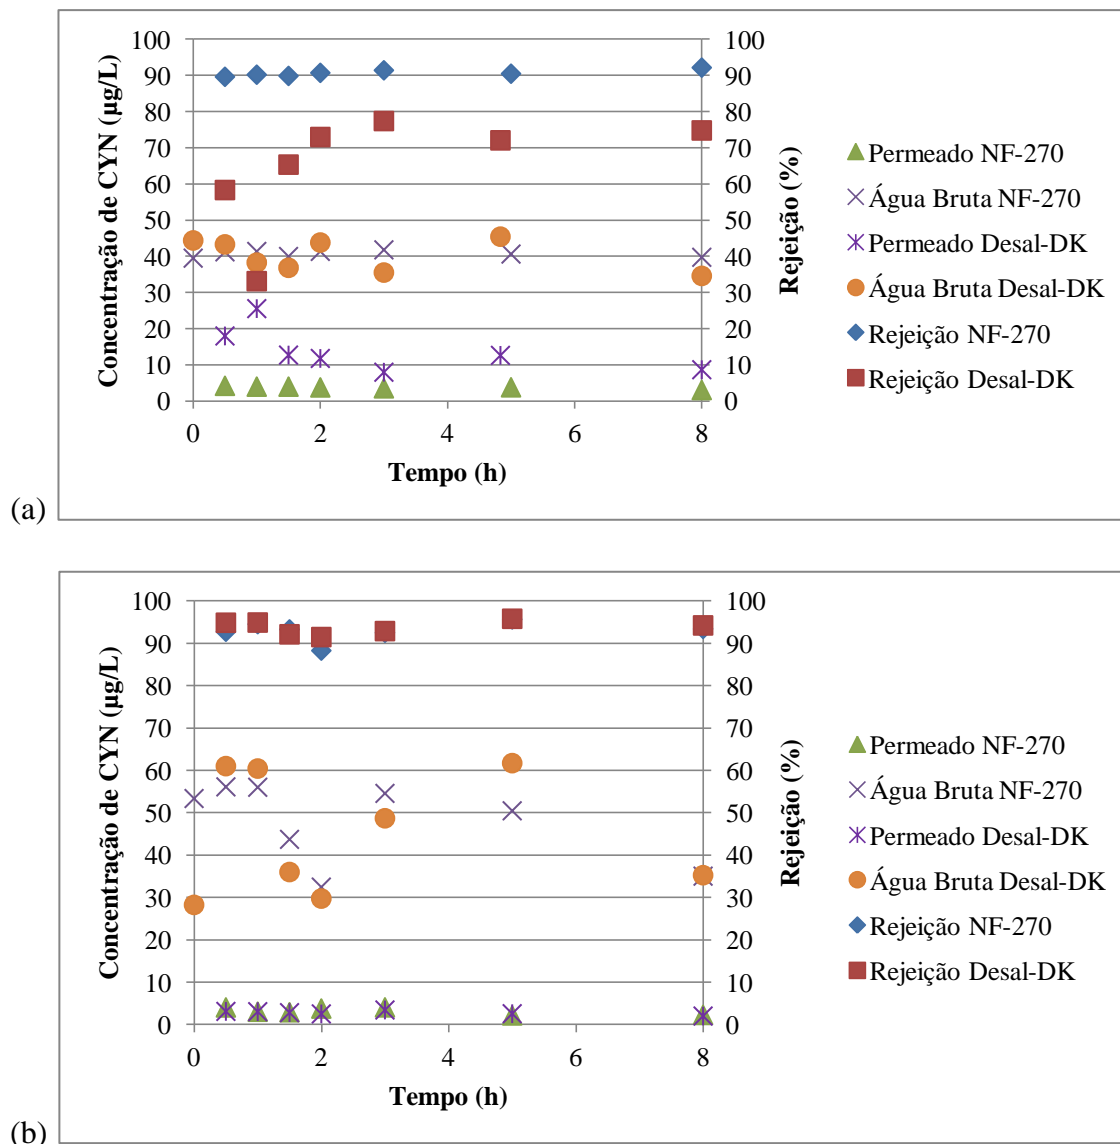 Concentração de CYN (µg/L)
100 100
90 90
80 80
70 70
60 60
50 50
40 40
30 30
20 20
10 10
0 0
0 2 4 6 8
Tempo (h)
Rejeição (%)
Permeado NF-270
Água Bruta NF-270
Permeado Desal-DK
Água Bruta Desal-DK
Rejeição NF-270
Rejeição Desal-DK
(a)
Concentração de CYN (µg/L)
100 100
90 90
80 80
70 70
60 60
50 50
40 40
30 30
20 20
10 10
0 0
0 2 4 6 8
Tempo (h)
Rejeição (%)
Permeado NF-270
Água Bruta NF-270
Permeado Desal-DK
Água Bruta Desal-DK
Rejeição NF-270
Rejeição Desal-DK
(b)